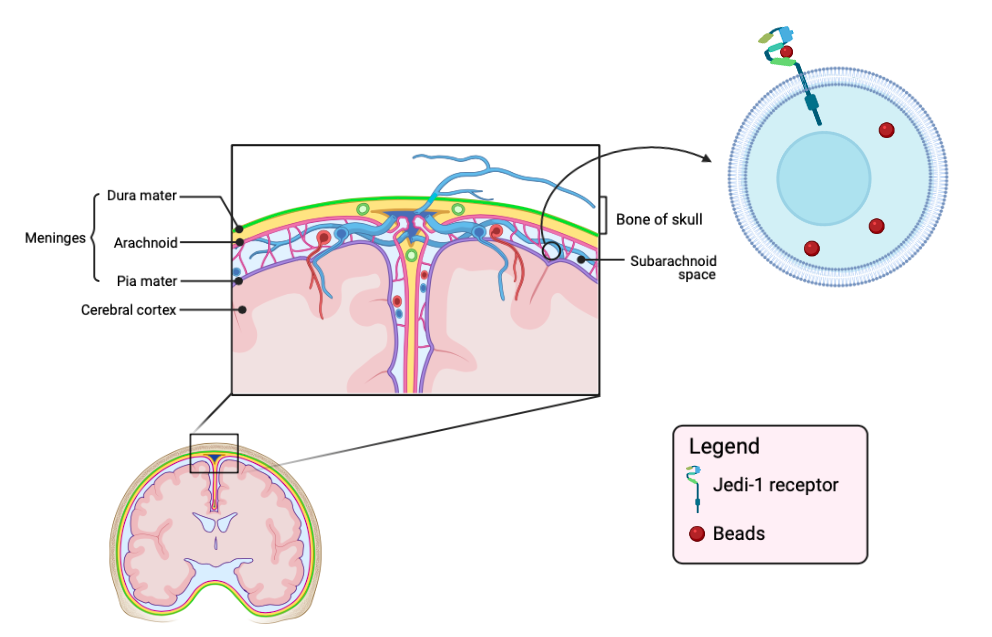 Dura mater
Meninges
Arachnoid
Pia mater
Cerebral cortex
Bone of skull
Subarachnoid
space
Legend
Jedi-1 receptor
Beads